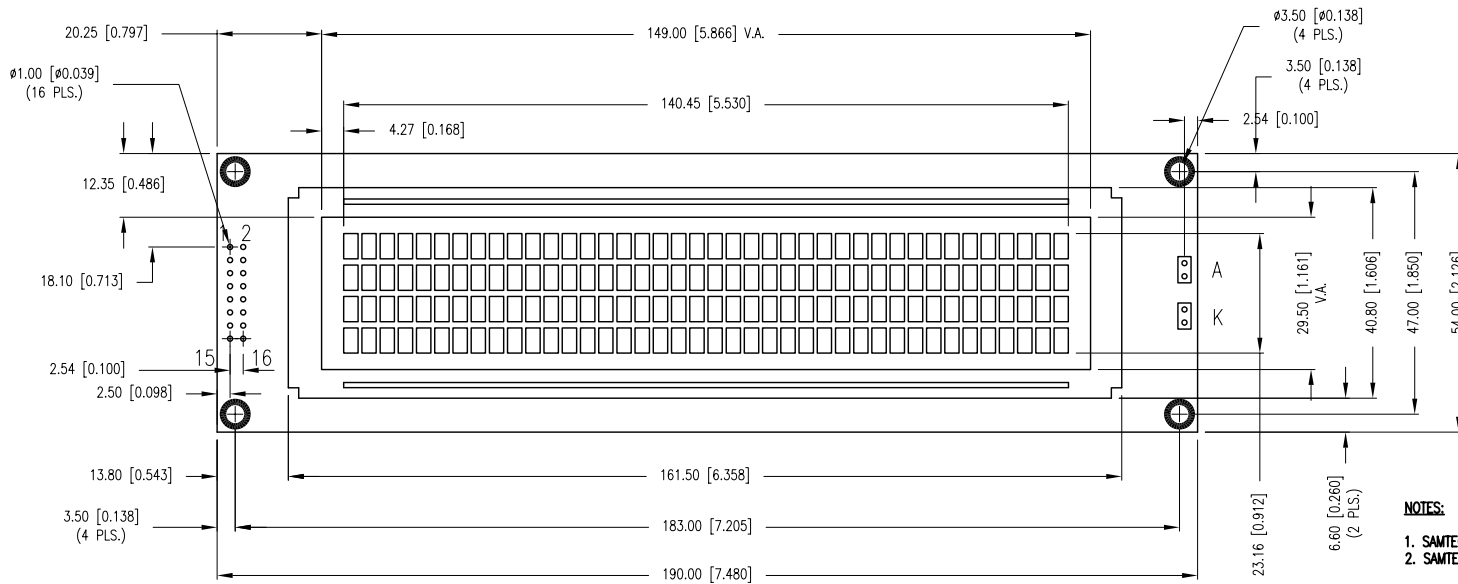 ø3.50 [ø0.138]
(4 PLS.)
20.25 [0.797]
149.00 [5.866] V.A.
ø1.00 [ø0.039]
(16 PLS.)
3.50 [0.138]
(4 PLS.)
140.45 [5.530]
4.27 [0.168]
2.54 [0.100]
12.35 [0.486]
1 2
18.10 [0.713]
A
K
15 16
2.54 [0.100]
2.50 [0.098]
29.50 [1.161]
V.A.
40.80 [1.606]
47.00 [1.850]
54.00 [2.126]
13.80 [0.543]
161.50 [6.358]
3.50 [0.138]
(4 PLS.)
183.00 [7.205]
23.16 [0.912]
6.60 [0.260]
(2 PLS.)
190.00 [7.480]
NOTES:
1.
2.